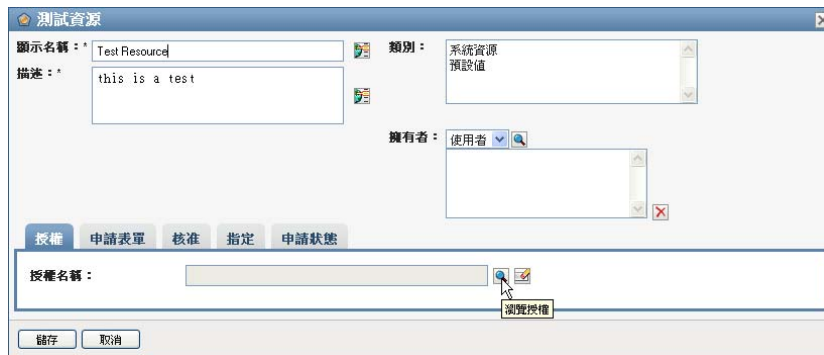 測試資源
顯示名稱：*
Test Resource
類別：
系統資源
預設值
描述：*
this is a test
擁有者：
使用者
授權
申請表單
核准
指定
申請狀態
授權名稱：
瀏覽授權
儲存
取消